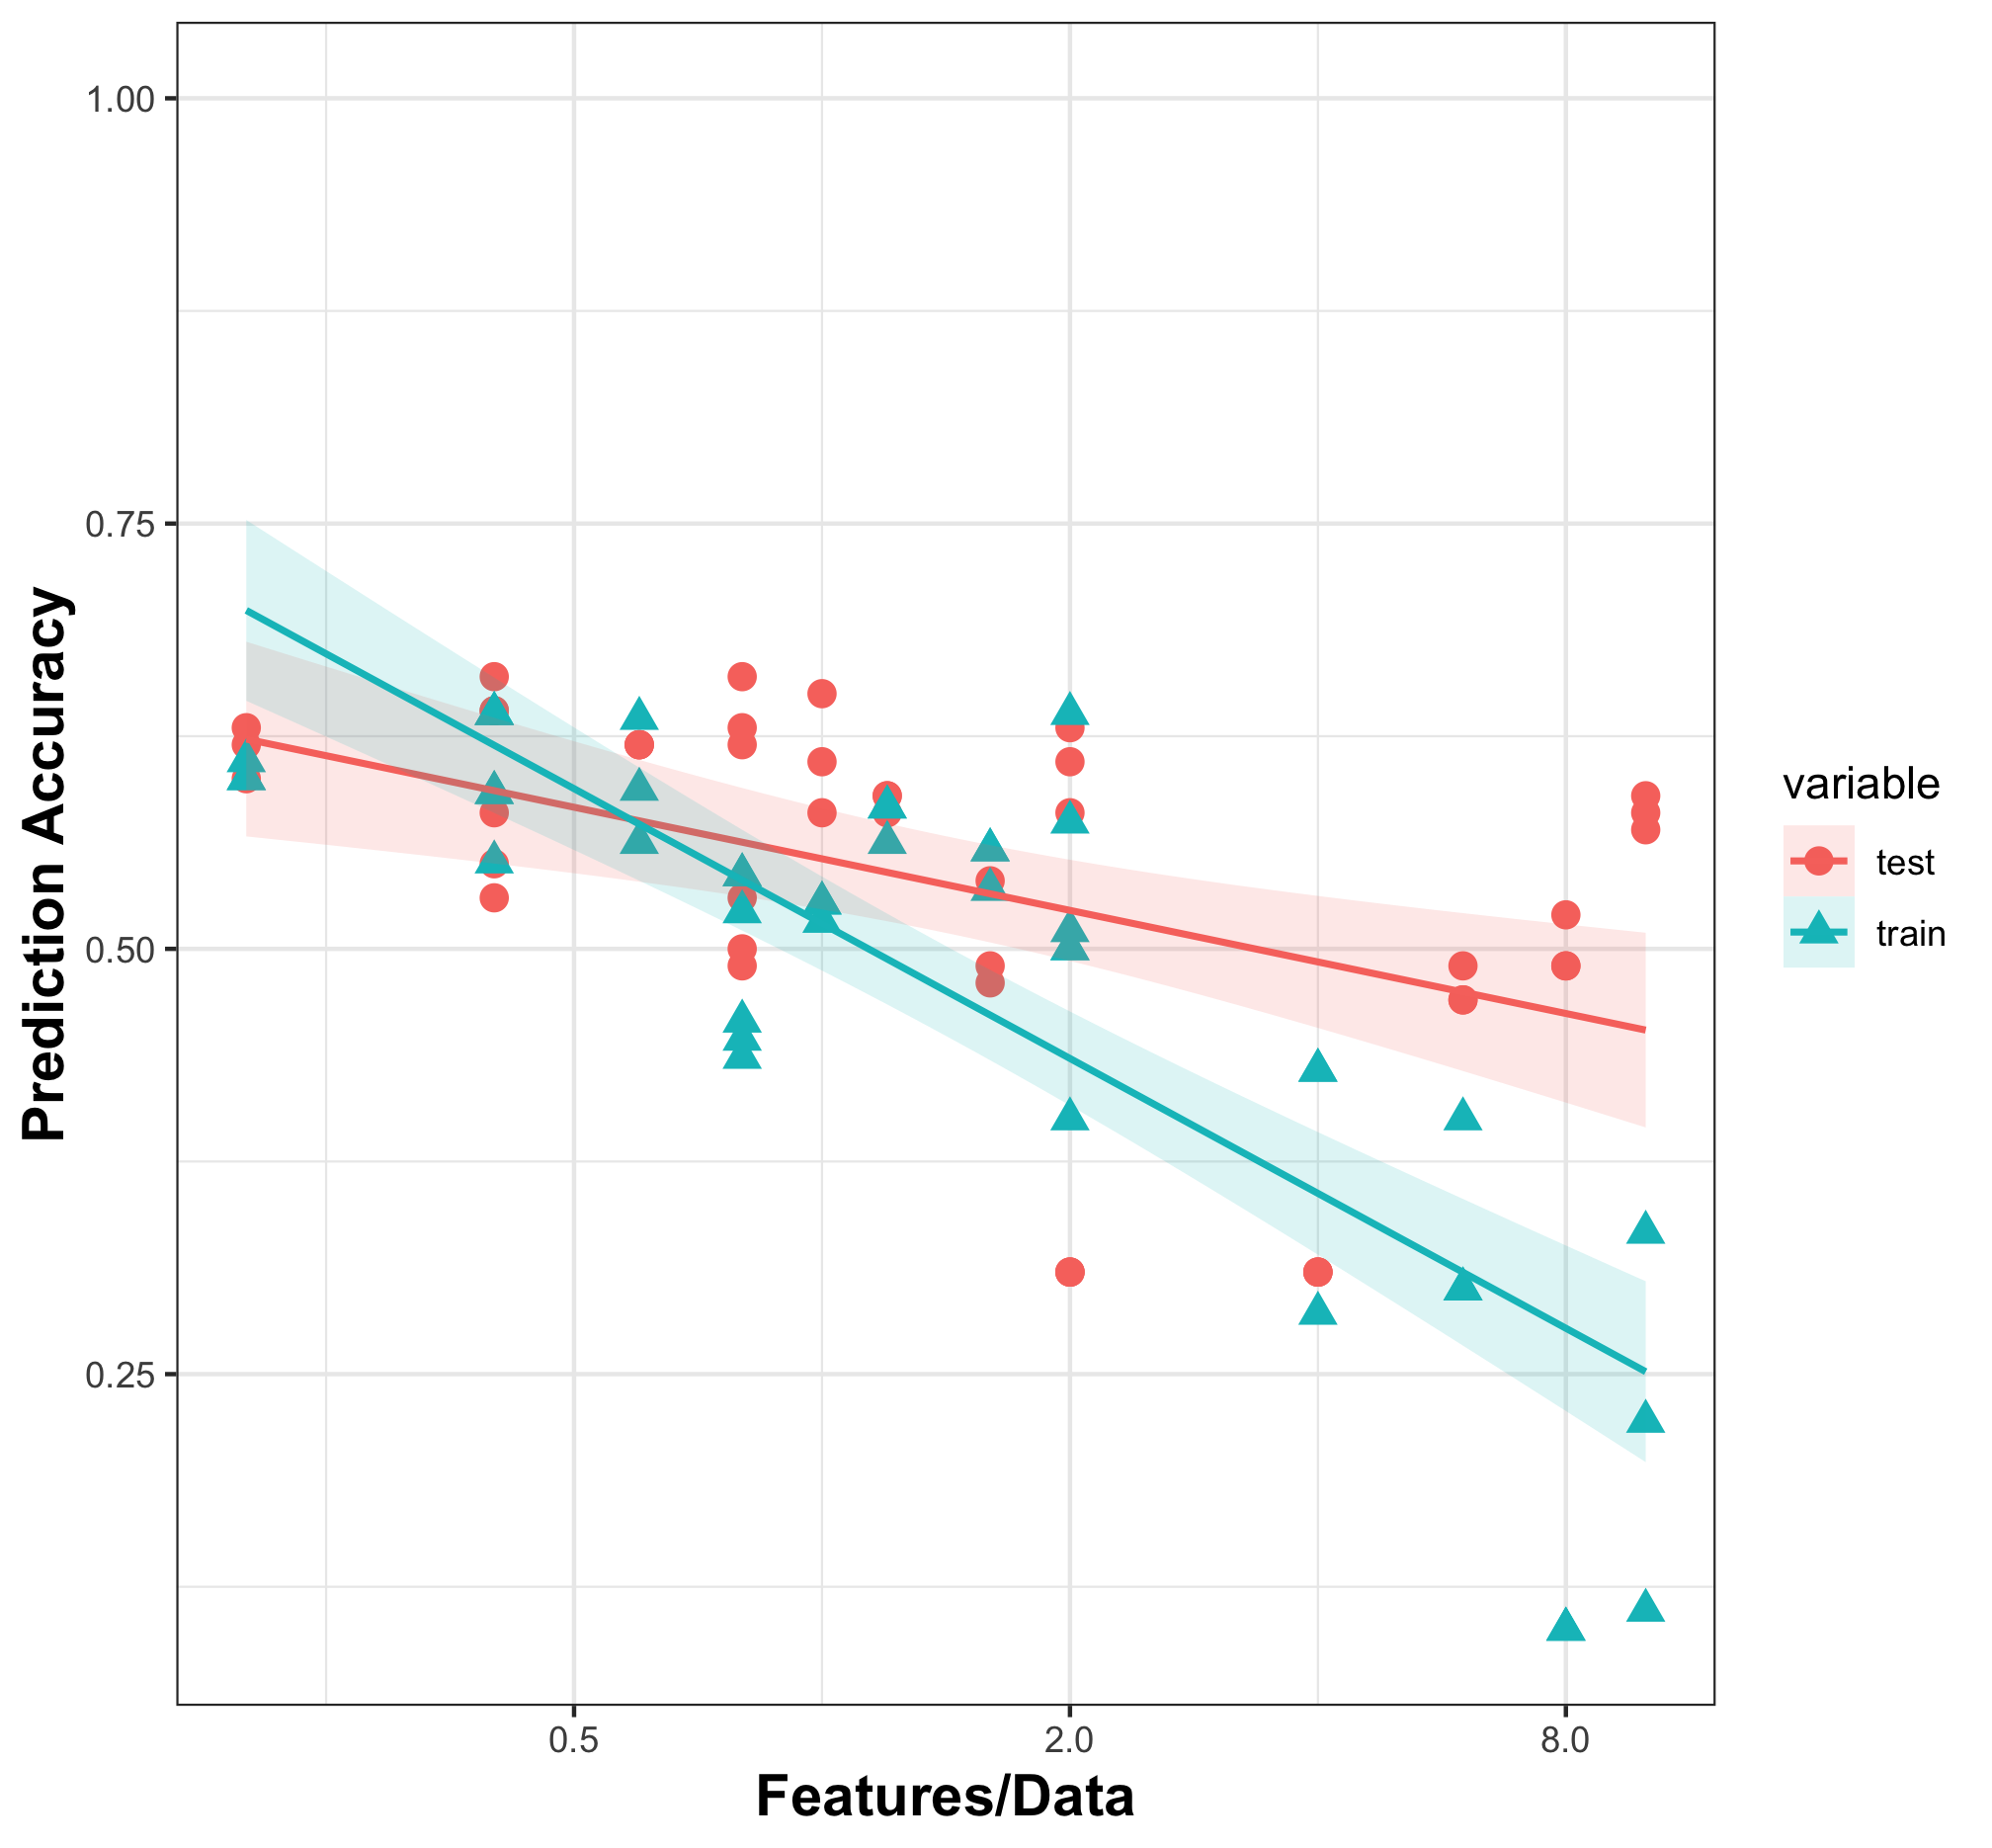 1.00
0.75
0.50
0.25
Prediction Accuracy
0.5 2.0 8.0
Features/Data
variable
test
train